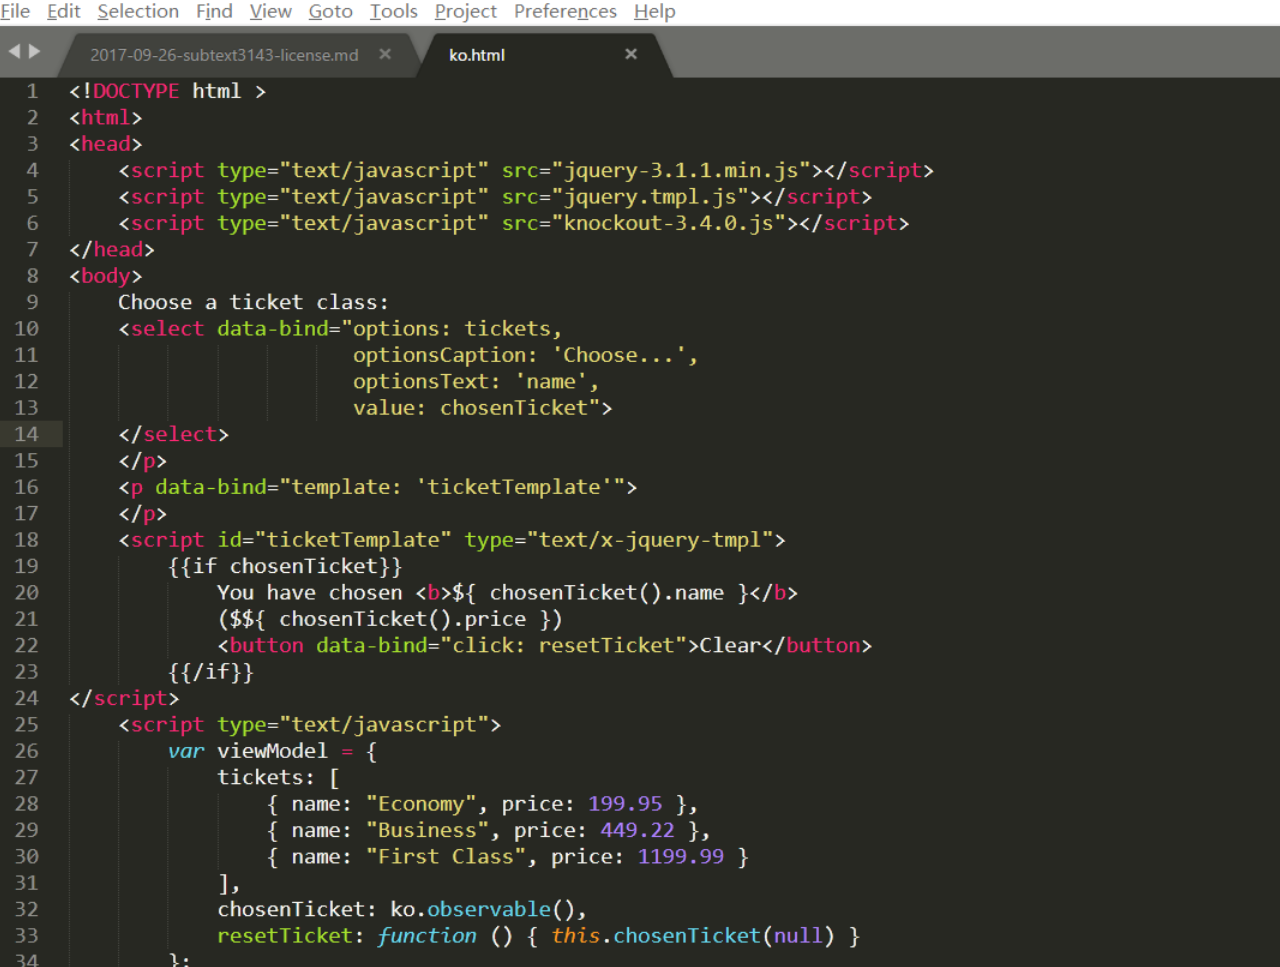 File Edit Selection Find View Goto Tools Project Preferences Help
2017-09-26-subtext3143-license.md × ko.html ×
1 <!DOCTYPE html >
2 <html>
3 <head>
4 <script type="text/javascript" src="jquery-3.1.1.min.js"></script>
5 <script type="text/javascript" src="jquery.tmpl.js"></script>
6 <script type="text/javascript" src="knockout-3.4.0.js"></script>
7 </head>
8 <body>
9 Choose a ticket class:
10 <select data-bind="options: tickets,
11 optionsCaption: 'Choose...',
12 optionsText: 'name',
13 value: chosenTicket">
14 </select>
15 </p>
16 <p data-bind="template: 'ticketTemplate'">
17 </p>
18 <script id="ticketTemplate" type="text/x-jquery-tmpl">
19 {{if chosenTicket}}
20 You have chosen <b>${ chosenTicket().name }</b>
21 ($${ chosenTicket().price })
22 <button data-bind="click: resetTicket">Clear</button>
23 {{/if}}
24 </script>
25 <script type="text/javascript">
26 var viewModel = {
27 tickets: [
28 { name: "Economy", price: 199.95 },
29 { name: "Business", price: 449.22 },
30 { name: "First Class", price: 1199.99 }
31 ],
32 chosenTicket: ko.observable(),
33 resetTicket: function () { this.chosenTicket(null) }
34 };